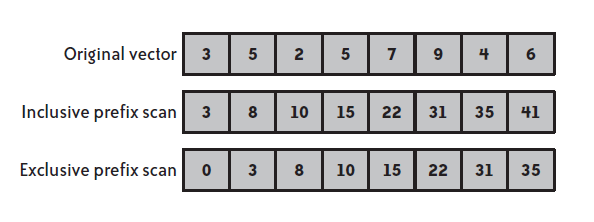 Original vector 3 5 2 5 7 9 4 6
Inclusive prefix scan 3 8 10 15 22 31 35 41
Exclusive prefix scan 0 3 8 10 15 22 31 35